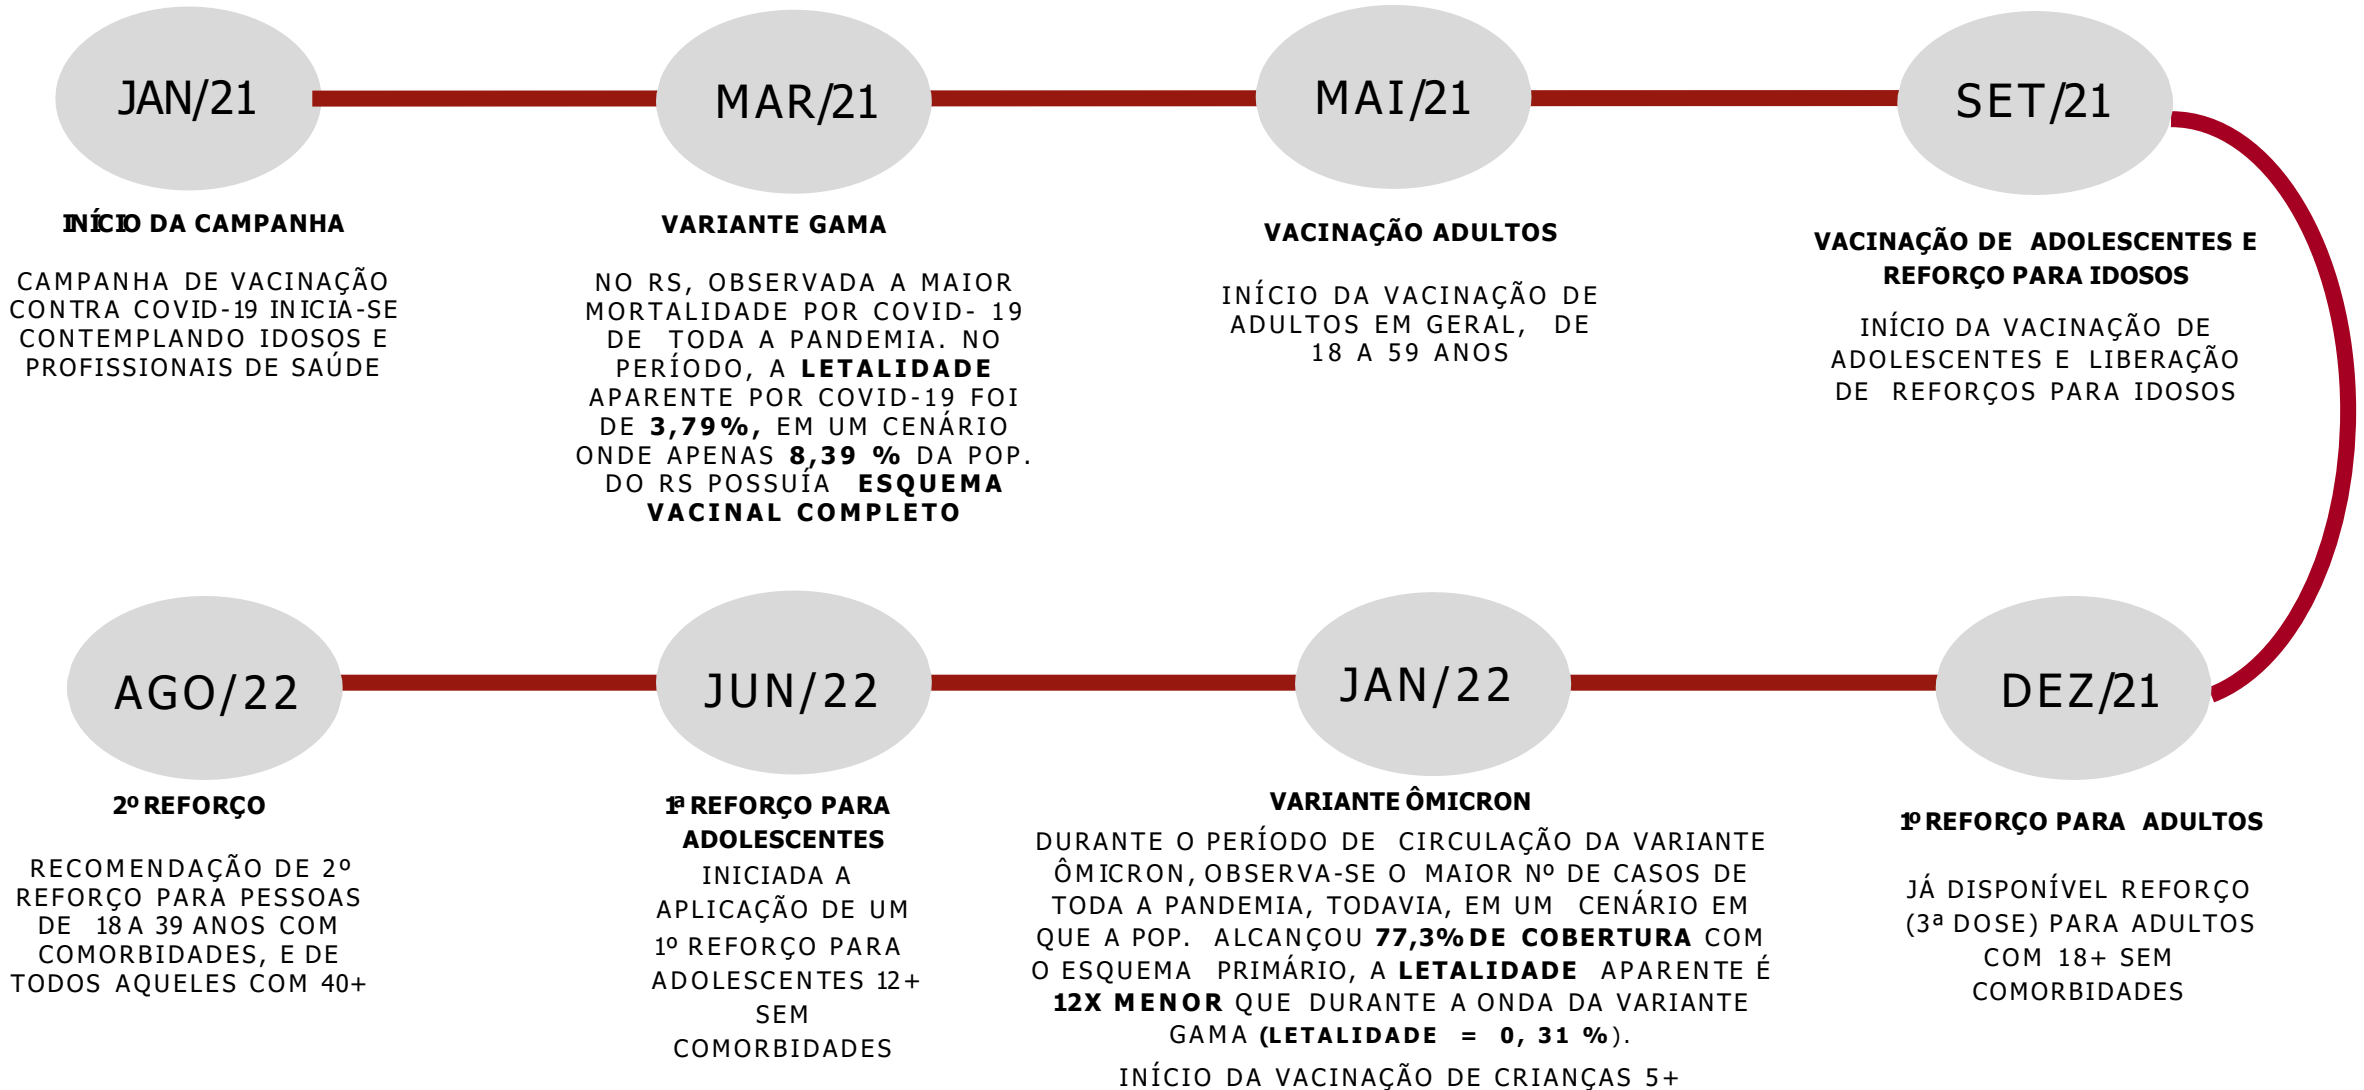 JAN/21
INÍCIO DA CAMPANHA
CAMPANHA DE VACINAÇÃO
CONTRA COVID-19 INICIA-SE
CONTEMPLANDO IDOSOS E
PROFISSIONAIS DE SAÚDE
MAR/21
VARIANTE GAMA
NO RS, OBSERVADA A MAIOR
MORTALIDADE POR COVID- 19
DE TODA A PANDEMIA. NO
PERÍODO, A LETALIDADE
APARENTE POR COVID-19 FOI
DE 3,79%, EM UM CENÁRIO
ONDE APENAS 8,39 % DA POP.
DO RS POSSUÍA ESQUEMA
VACINAL COMPLETO
MAI/21
VACINAÇÃO ADULTOS
INÍCIO DA VACINAÇÃO DE
ADULTOS EM GERAL, DE
18 A 59 ANOS
SET/21
VACINAÇÃO DE ADOLESCENTES E
REFORÇO PARA IDOSOS
INÍCIO DA VACINAÇÃO DE
ADOLESCENTES E LIBERAÇÃO
DE REFORÇOS PARA IDOSOS
DEZ/21
1º REFORÇO PARA ADULTOS
JÁ DISPONÍVEL REFORÇO
(3ª DOSE) PARA ADULTOS
COM 18+ SEM
COMORBIDADES
JAN/22
VARIANTE ÔMICRON
DURANTE O PERÍODO DE CIRCULAÇÃO DA VARIANTE
ÔMICRON, OBSERVA-SE O MAIOR Nº DE CASOS DE
TODA A PANDEMIA, TODAVIA, EM UM CENÁRIO EM
QUE A POP. ALCANÇOU 77,3% DE COBERTURA COM
O ESQUEMA PRIMÁRIO, A LETALIDADE APARENTE É
12X MENOR QUE DURANTE A ONDA DA VARIANTE
GAMA (LETALIDADE = 0, 31 %).
INÍCIO DA VACINAÇÃO DE CRIANÇAS 5+
JUN/22
1ª REFORÇO PARA
ADOLESCENTES
INICIADA A
APLICAÇÃO DE UM
1º REFORÇO PARA
ADOLESCENTES 12+
SEM
COMORBIDADES
AGO/22
2º REFORÇO
RECOMENDAÇÃO DE 2º
REFORÇO PARA PESSOAS
DE 18 A 39 ANOS COM
COMORBIDADES, E DE
TODOS AQUELES COM 40+